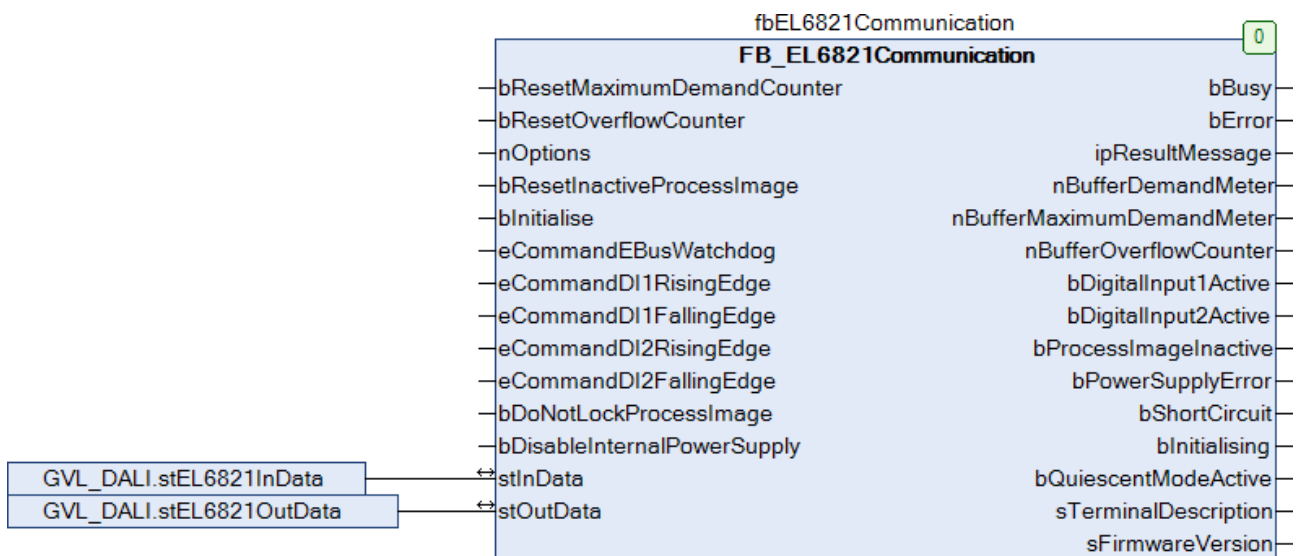 fbEL6821Communication
0
FB_EL6821Communication
bResetMaximumDemandCounter bBusy
bResetOverflowCounter bError
nOptions ipResultMessage
bResetInactiveProcessImage nBufferDemandMeter
bInitialise nBufferMaximumDemandMeter
eCommandEBusWatchdog nBufferOverflowCounter
eCommandDI1RisingEdge bDigitalInput1Active
eCommandDI1FallingEdge bDigitalInput2Active
eCommandDI2RisingEdge bProcessImageInactive
eCommandDI2FallingEdge bPowerSupplyError
bDoNotLockProcessImage bShortCircuit
bDisableInternalPowerSupply bInitialising
GVL_DALI.stEL6821InData stInData bQuiescentModeActive
GVL_DALI.stEL6821OutData stOutData sTerminalDescription
sFirmwareVersion